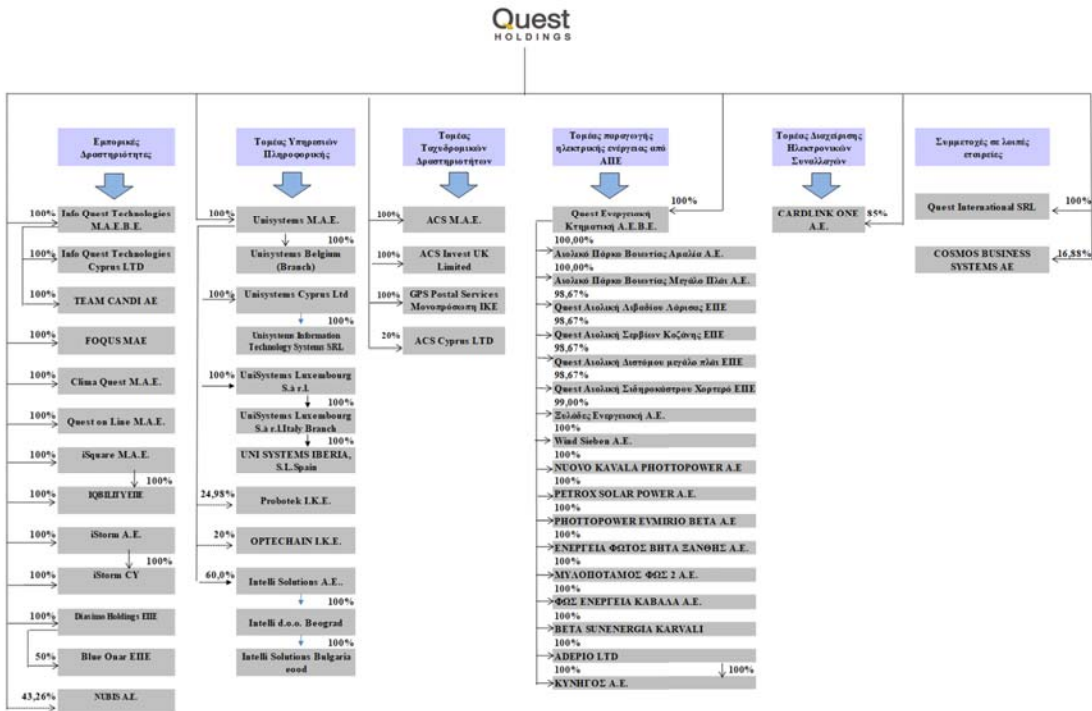 Quest
HOLDINGS
Εμπορικές
Δραστηριότητες
100%
Info Quest Technologies
Μ.Α.Ε.Β.Ε.
100%
Info Quest Technologies
Cyprus LTD
100%
TEAM CANDI AE
100%
FOQUS MAE
100%
Clima Quest M.A.E.
100%
Quest on Line M.A.E.
100%
iSquare M.A.E.
100%
100%
IQBILITY ΕΠΕ
100%
iStorm A.E.
100%
100%
iStorm CY
100%
Diasimo Holdings ΕΠΕ
50%
Blue Onar ΕΠΕ
43,26%
NUBIS A.E.
Τομέας Υπηρεσιών
Πληροφορικής
100%
Unisystems M.A.E.
100%
Unisystems Belgium
(Branch)
100%
Unisystems Cyprus Ltd
100%
Unisystems Information
Technology Systems SRL
100%
UniSystems Luxembourg
S.à r.l.
100%
UniSystems Luxembourg
S.à r.l.Italy Branch
100%
UNI SYSTEMS IBERIA,
S.L.Spain
24,98%
Probotek I.K.E.
20%
OPTECHAIN I.K.E.
60,0%
Intelli Solutions A.E..
100%
Intelli d.o.o. Beograd
100%
Intelli Solutions Bulgaria
eood
Τομέας
Ταχυδρομικών
Δραστηριοτήτων
100%
ACS M.A.E.
100%
ACS Invest UK
Limited
100%
GPS Postal Services
Μονοπρόσωπη ΙΚΕ
20%
ACS Cyprus LTD
Τομέας παραγωγής
ηλεκτρικής ενέργειας από
ΑΠΕ
100%
Quest Ενεργειακή
Κτηματική Α.Ε.Β.Ε.
100,00%
Αιολικό Πάρκο Βοιωτίας Αμαλία Α.Ε.
100,00%
Αιολικό Πάρκο Βοιωτίας Μεγάλο Πλάι Α.Ε.
98,67%
Quest Αιολική Λιβαδίου Λάρισας ΕΠΕ
98,67%
Quest Αιολική Σερβίων Κοζάνης ΕΠΕ
98,67%
Quest Αιολική Διστόμου μεγάλο πλάι ΕΠΕ
98,67%
Quest Αιολική Σιδηροκάστρου Χορτερό ΕΠΕ
99,00%
Ξυλάδες Ενεργειακή Α.Ε.
100%
Wind Sieben A.E.
100%
NUOVO KAVALA PHOTTOPOWER A.E
100%
PETROX SOLAR POWER A.E.
100%
PHOTTOPOWER EVMIRIO BETA A.E
100%
ΕΝΕΡΓΕΙΑ ΦΩΤΟΣ ΒΗΤΑ ΞΑΝΘΗΣ Α.Ε.
100%
ΜΥΛΟΠΟΤΑΜΟΣ ΦΩΣ 2 Α.Ε.
100%
ΦΩΣ ΕΝΕΡΓΕΙΑ ΚΑΒΑΛΑ Α.Ε.
100%
BETA SUNENERGIA KARVALI
100%
ADEPIO LTD
100%
100%
ΚΥΝΗΓΟΣ Α.Ε.
Τομέας Διαχείρισης
Ηλεκτρονικών
Συναλλαγών
CARDLINK ONE
A.E.
85%
Συμμετοχές σε λοιπές
εταιρείες
Quest International SRL
100%
COSMOS BUSINESS
SYSTEMS AE
16,88%